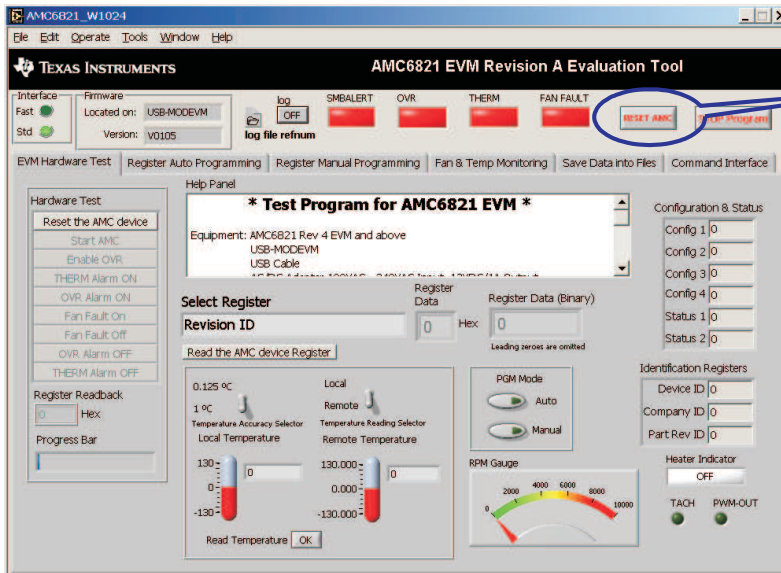 AMC6821_W1024
File Edit Operate Tools Window Help
TEXAS INSTRUMENTS
AMC6821 EVM Revision A Evaluation Tool
Interface
Fast
Std
Firmware
Located on: USB-MODEVM
Version: V0105
log
OFF
log file refnum
SMBALERT
OVR
THERM
FAN FAULT
RESET AMC
STOP Program
EVM Hardware Test
Register Auto Programming
Register Manual Programming
Fan & Temp Monitoring
Save Data into Files
Command Interface
Hardware Test
Reset the AMC device
Start AMC
Enable OVR
THERM Alarm ON
OVR Alarm ON
Fan Fault On
Fan Fault Off
OVR Alarm OFF
THERM Alarm OFF
Register Readback
0 Hex
Progress Bar
Help Panel
* Test Program for AMC6821 EVM *
Equipment: AMC6821 Rev 4 EVM and above
USB-MODEVM
USB Cable
Select Register
Revision ID
Register Data
0 Hex
Register Data (Binary)
0
Leading zeroes are omitted
Read the AMC device Register
0.125 ºC
1 ºC
Temperature Accuracy Selector
Local
Remote
Temperature Reading Selector
Local Temperature
130
0
-130
0
Remote Temperature
130.000
0.000
-130.000
0
Read Temperature OK
PGM Mode
Auto
Manual
RPM Gauge
0 2000 4000 6000 8000 10000
Configuration & Status
Config 1 0
Config 2 0
Config 3 0
Config 4 0
Status 1 0
Status 2 0
Identification Registers
Device ID 0
Company ID 0
Part Rev ID 0
Heater Indicator
OFF
TACH PWM-OUT